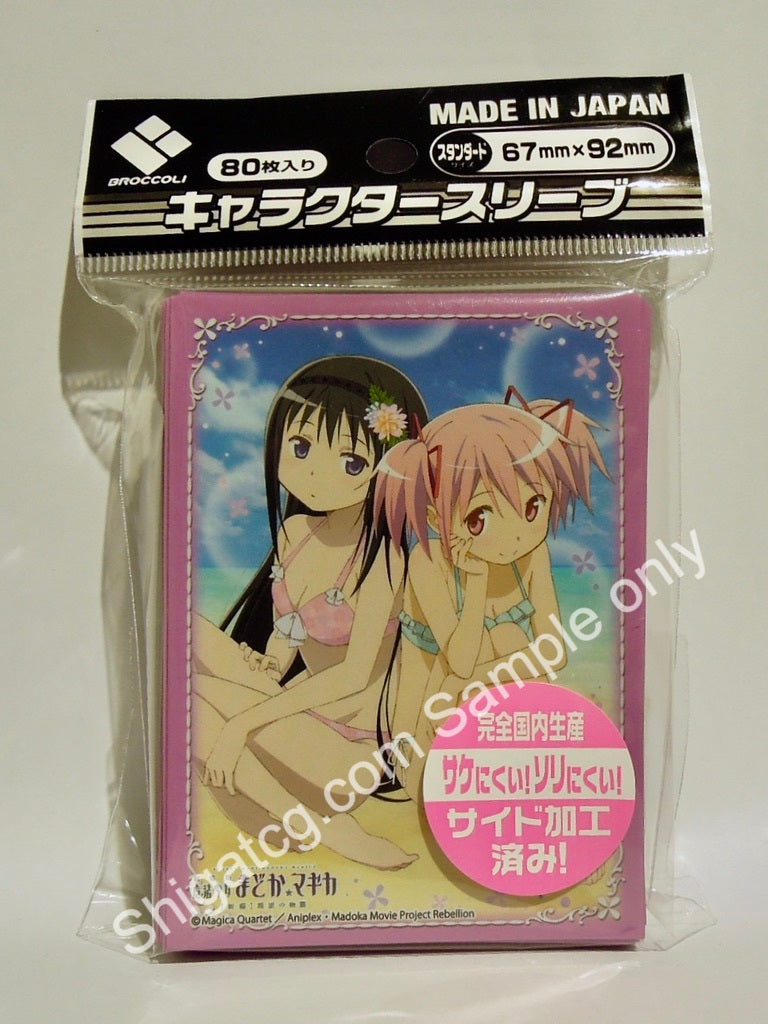 MADE IN JAPAN
BROCCOLI
80枚入り
スタンダード
サイズ
67mm×92mm
キャラクタースリーブ
完全国内生産
サケにくい!ソリにくい!
サイド加工
済み!
まどか☆マギカ
©Magica Quartet / Aniplex・Madoka Movie Project Rebellion
Shigatcg.com Sample only